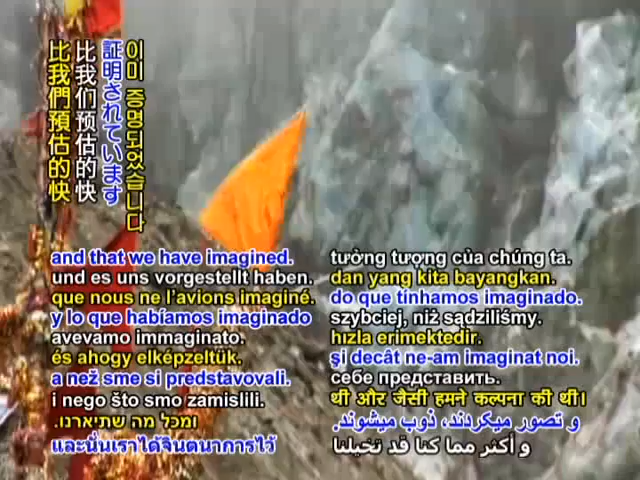 이미 증명되었습니다
証明されています
比我们预估的快
比我們預估的快
and that we have imagined.
und es uns vorgestellt haben.
que nous ne l'avions imaginé.
y lo que habíamos imaginado
avevamo immaginato.
és ahogy elképzeltük.
a než sme si predstavovali.
i nego što smo zamislili.
ומכל מה שתיארנו.
และนั่นเราได้จินตนาการไว้
tưởng tượng của chúng ta.
dan yang kita bayangkan.
do que tínhamos imaginado.
szybciej, niż sądziliśmy.
hızla erimektedir.
şi decât ne-am imaginat noi.
себе представить.
थी और जैसी हमने कल्पना की थी।
و تصور میکردند، ذوب میشوند.
و أكثر مما كنا قد تخيلنا